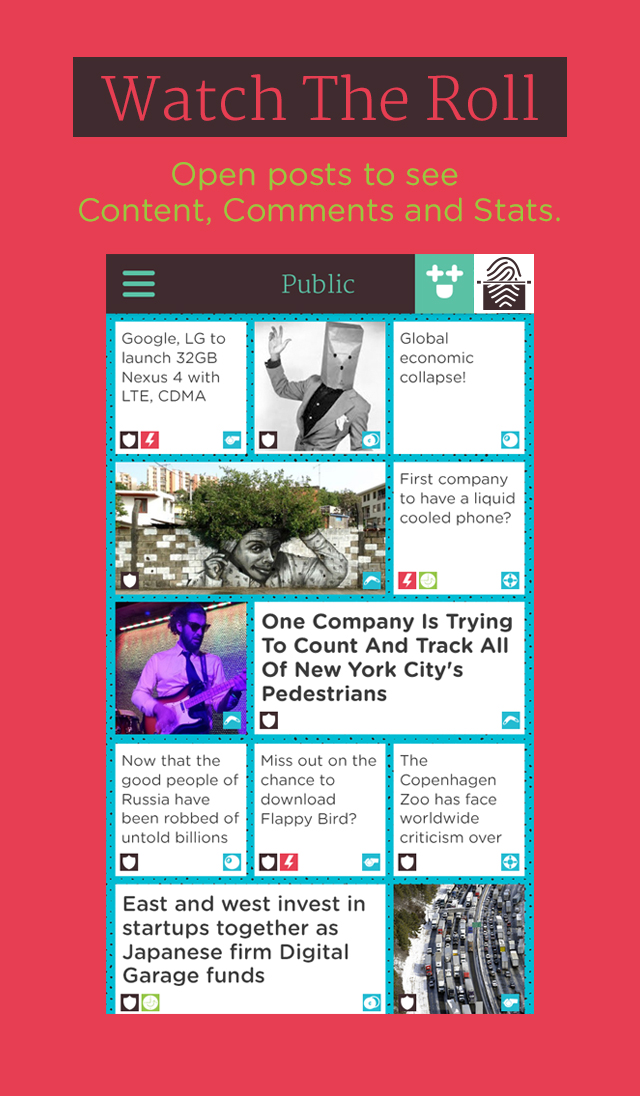 Watch The Roll
Open posts to see
Content, Comments and Stats.
Public
Google, LG to
launch 32GB
Nexus 4 with
LTE, CDMA
Global
economic
collapse!
First company
to have a liquid
cooled phone?
One Company Is Trying
To Count And Track All
Of New York City's
Pedestrians
Now that the
good people of
Russia have
been robbed of
untold billions
Miss out on the
chance to
download
Flappy Bird?
The
Copenhagen
Zoo has face
worldwide
criticism over
East and west invest in
startups together as
Japanese firm Digital
Garage funds